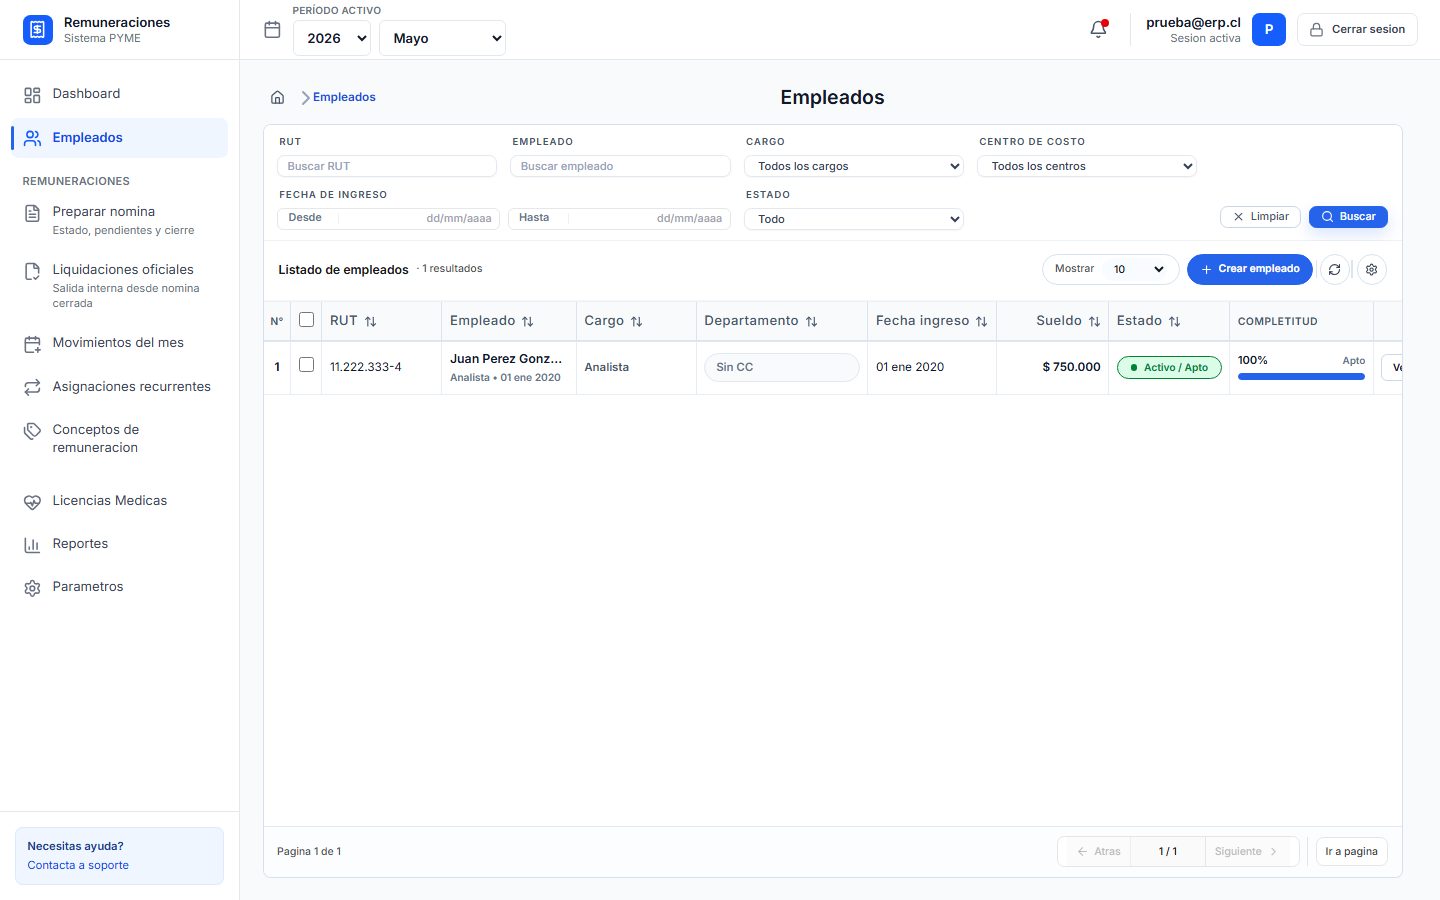 Remuneraciones
Sistema PYME
PERÍODO ACTIVO
2026
Mayo
prueba@erp.cl
Sesion activa
P
Cerrar sesion
Dashboard
Empleados
REMUNERACIONES
Preparar nomina
Estado, pendientes y cierre
Liquidaciones oficiales
Salida interna desde nomina
cerrada
Movimientos del mes
Asignaciones recurrentes
Conceptos de
remuneracion
Licencias Medicas
Reportes
Parametros
Necesitas ayuda?
Contacta a soporte
Empleados
Empleados
RUT
EMPLEADO
CARGO
CENTRO DE COSTO
Buscar RUT
Buscar empleado
Todos los cargos
Todos los centros
FECHA DE INGRESO
ESTADO
Desde
dd/mm/aaaa
Hasta
dd/mm/aaaa
Todo
Limpiar
Buscar
Listado de empleados
· 1 resultados
Mostrar
10
Crear empleado
N°
RUT
Empleado
Cargo
Departamento
Fecha ingreso
Sueldo
Estado
COMPLETITUD
1
11.222.333-4
Juan Perez Gonz...
Analista • 01 ene 2020
Analista
Sin CC
01 ene 2020
$ 750.000
Activo / Apto
100%
Apto
Pagina 1 de 1
Atras
1 / 1
Siguiente
Ir a pagina